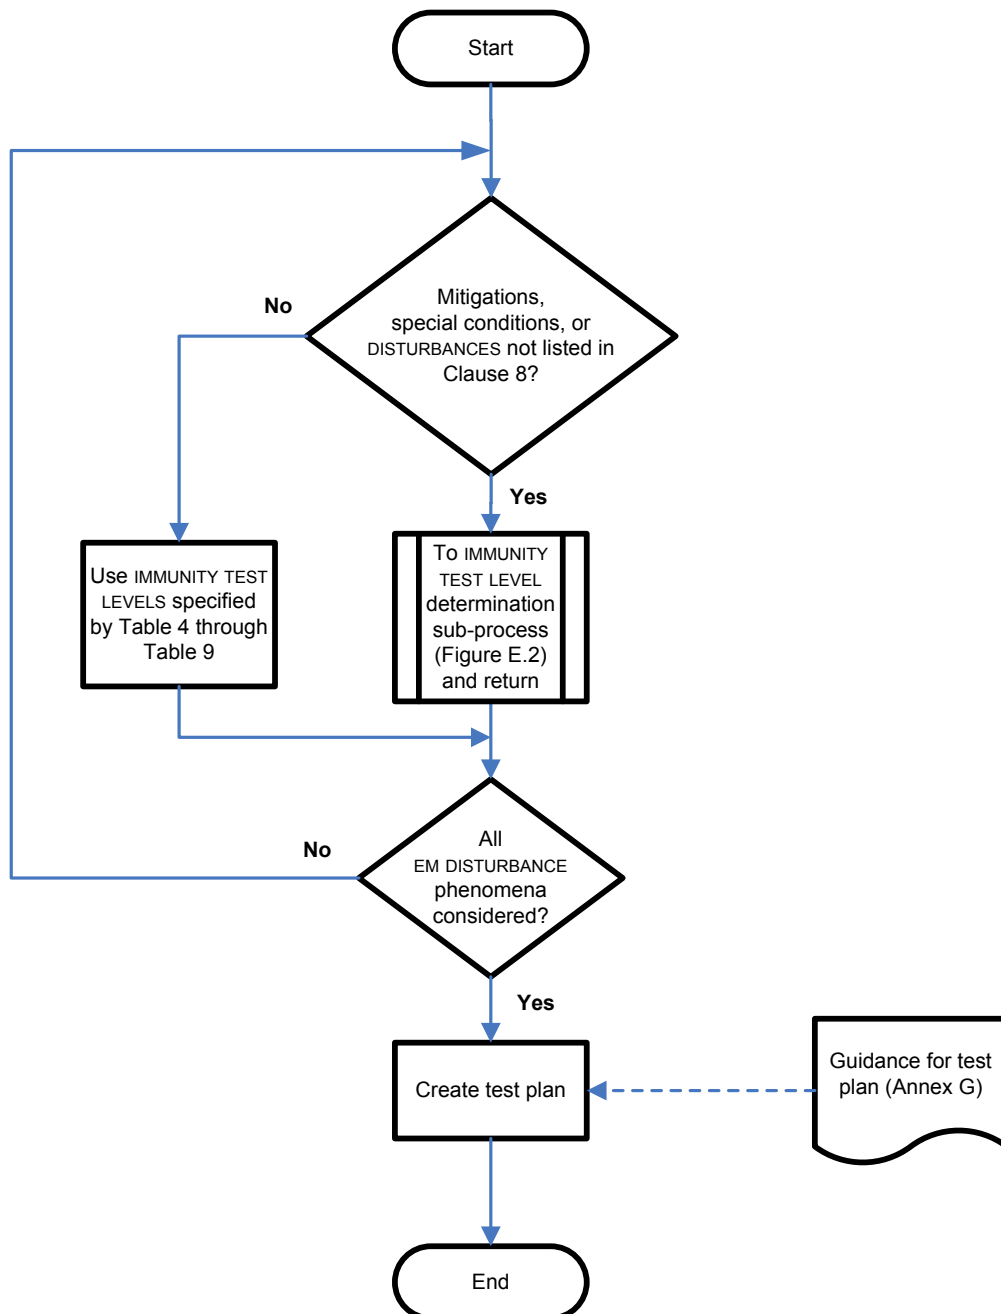 Start
Mitigations,
special conditions, or
DISTURBANCES not listed in
Clause 8?
No
Yes
Use IMMUNITY TEST
LEVELS specified
by Table 4 through
Table 9
To IMMUNITY
TEST LEVEL
determination
sub-process
(Figure E.2)
and return
All
EM DISTURBANCE
phenomena
considered?
No
Yes
Create test plan
Guidance for test
plan (Annex G)
End